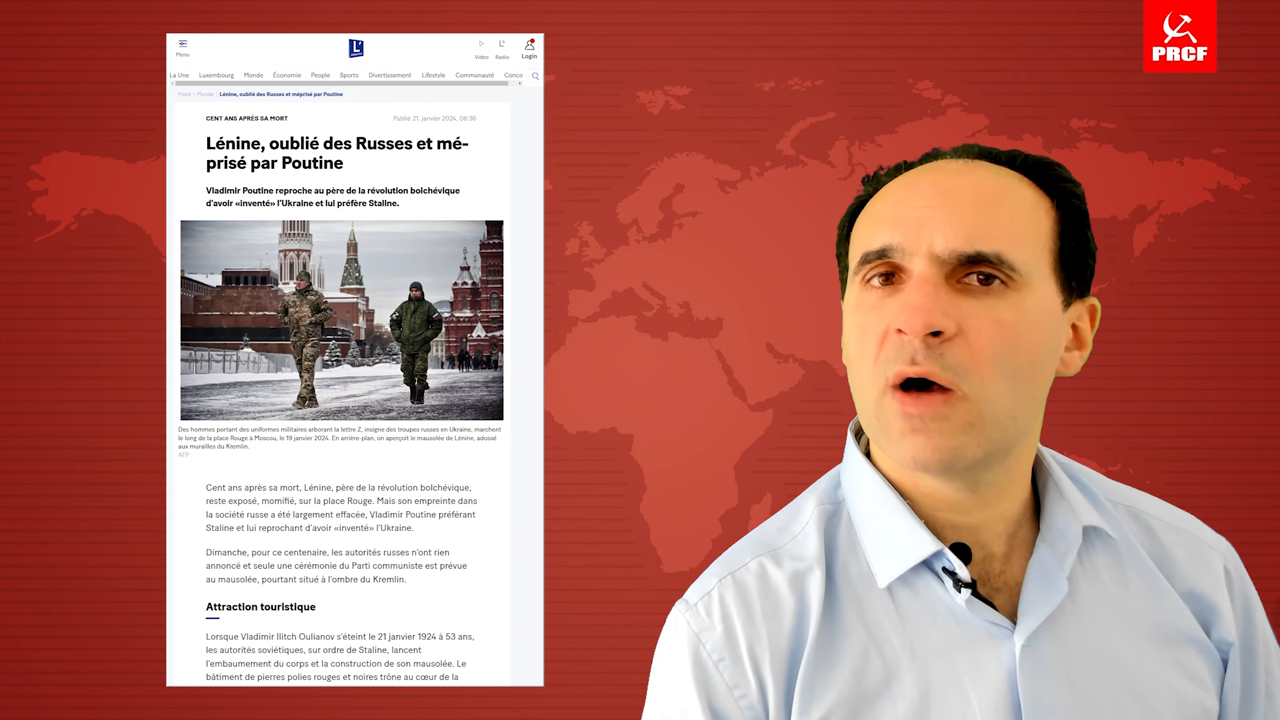 PRCF
Menu
L'
Video
Radio
Login
La Une Luxembourg Monde Économie People Sports Divertissement Lifestyle Communauté Conco
Front Monde Lénine, oublié des Russes et méprisé par Poutine
CENT ANS APRÈS SA MORT
Publié 21. janvier 2024, 08:36
Lénine, oublié des Russes et mé-
prisé par Poutine
Vladimir Poutine reproche au père de la révolution bolchévique
d'avoir «inventé» l'Ukraine et lui préfère Staline.
Des hommes portant des uniformes militaires arborant la lettre Z, insigne des troupes russes en Ukraine, marchent
le long de la place Rouge à Moscou, le 19 janvier 2024. En arrière-plan, on aperçoit le mausolée de Lénine, adossé
aux murailles du Kremlin.
AFP
Cent ans après sa mort, Lénine, père de la révolution bolchévique,
reste exposé, momifié, sur la place Rouge. Mais son empreinte dans
la société russe a été largement effacée, Vladimir Poutine préférant
Staline et lui reprochant d'avoir «inventé» l'Ukraine.
Dimanche, pour ce centenaire, les autorités russes n'ont rien
annoncé et seule une cérémonie du Parti communiste est prévue
au mausolée, pourtant situé à l'ombre du Kremlin.
Attraction touristique
Lorsque Vladimir Ilitch Oulianov s'éteint le 21 janvier 1924 à 53 ans,
les autorités soviétiques, sur ordre de Staline, lancent
l'embaumement du corps et la construction de son mausolée. Le
bâtiment de pierres polies rouges et noires trône au cœur de la